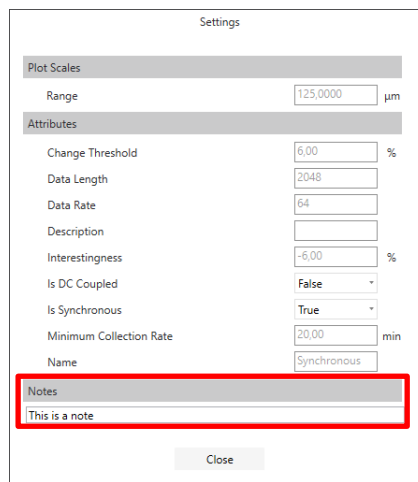 Settings
Plot Scales
Range 125,0000 µm
Attributes
Change Threshold 6,00 %
Data Length 2048
Data Rate 64
Description
Interestingness -6,00 %
Is DC Coupled False
Is Synchronous True
Minimum Collection Rate 20,00 min
Name Synchronous
Notes
This is a note
Close